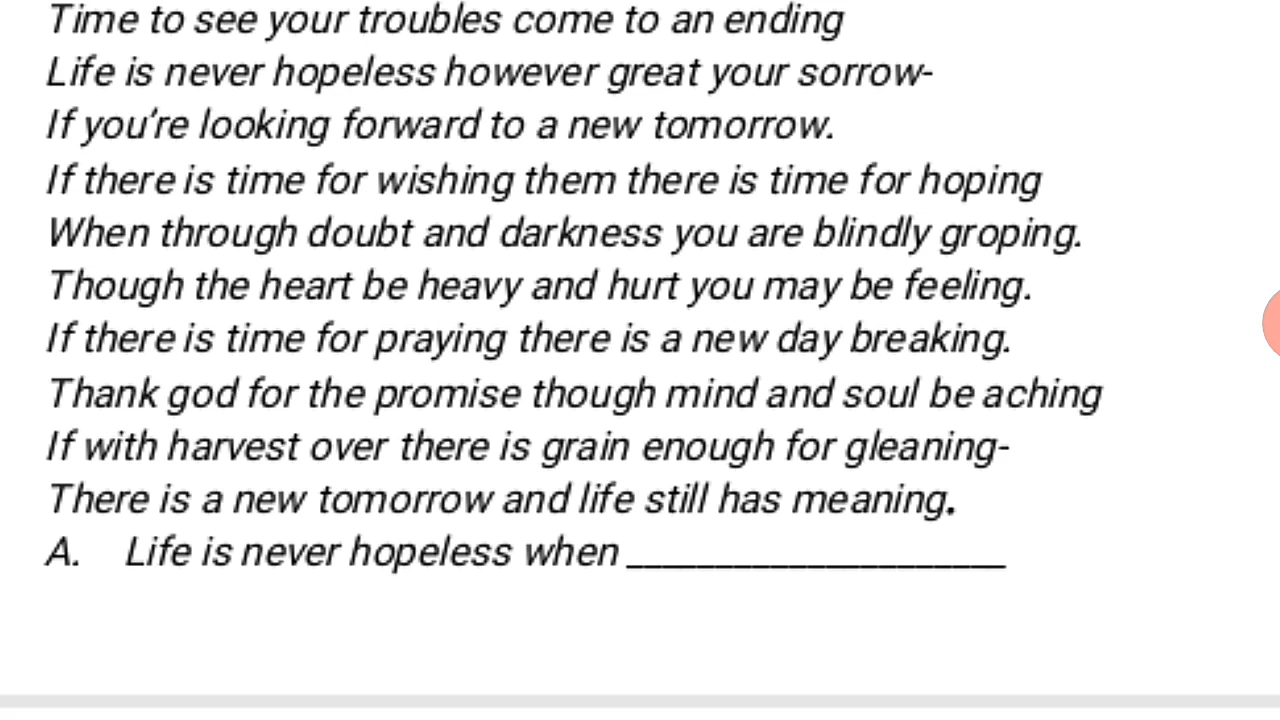 Time to see your troubles come to an ending
Life is never hopeless however great your sorrow-
If you're looking forward to a new tomorrow.
If there is time for wishing them there is time for hoping
When through doubt and darkness you are blindly groping.
Though the heart be heavy and hurt you may be feeling.
If there is time for praying there is a new day breaking.
Thank god for the promise though mind and soul be aching
If with harvest over there is grain enough for gleaning-
There is a new tomorrow and life still has meaning.
A. Life is never hopeless when ____________________